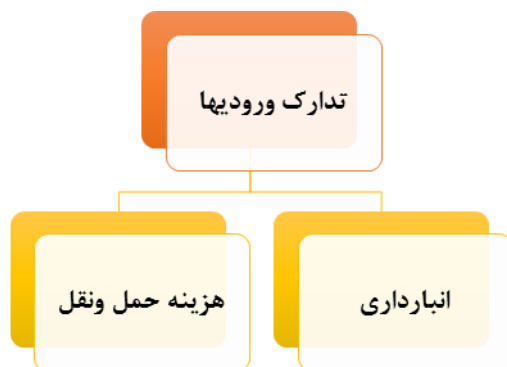 تدارک ورودیها
انبارداری
هزینه حمل ونقل